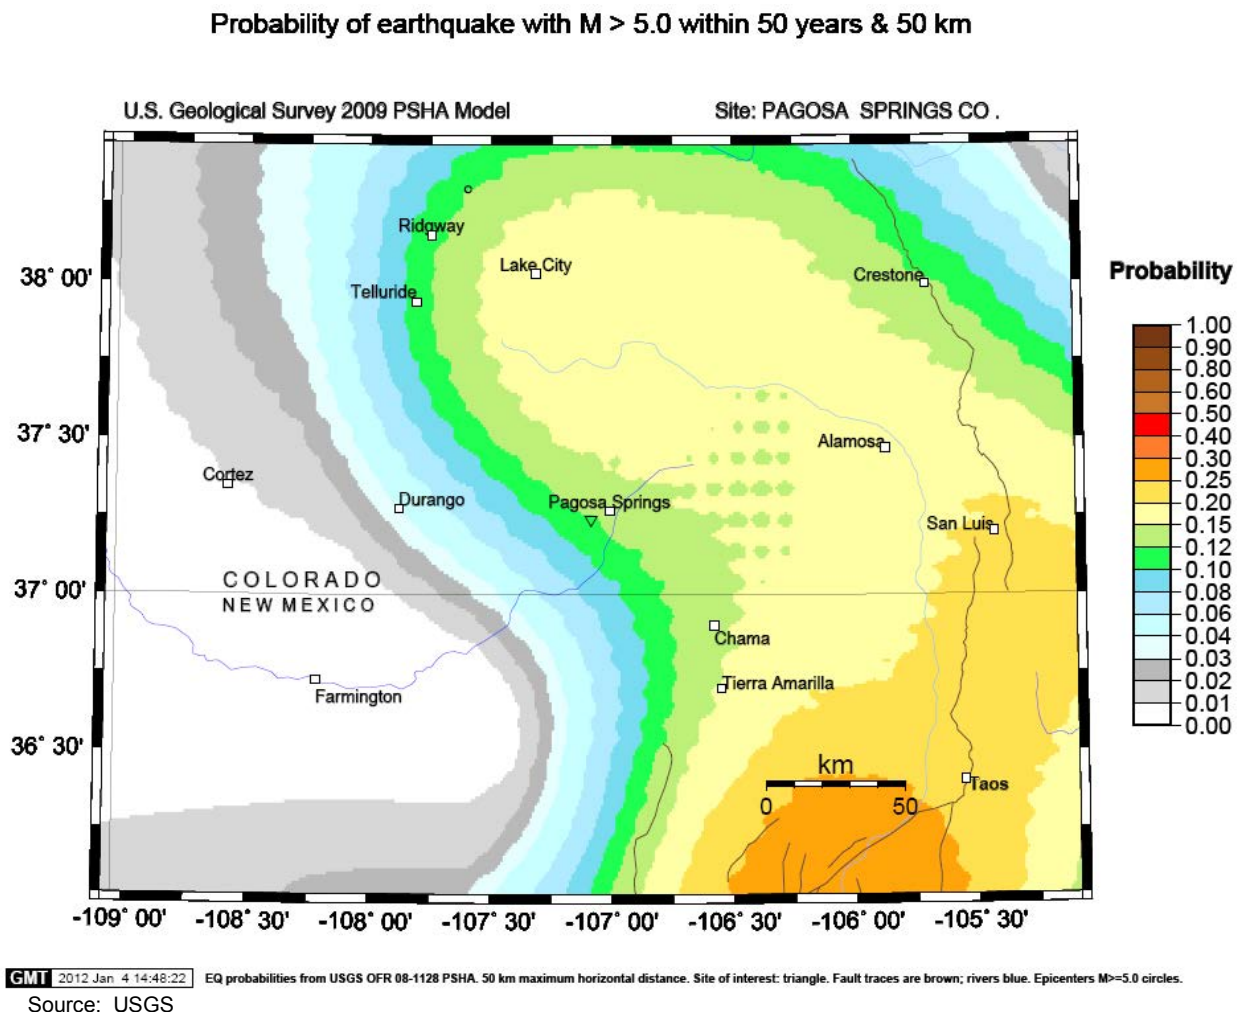 Probability of earthquake with M > 5.0 within 50 years & 50 km
U.S. Geological Survey 2009 PSHA Model
Site: PAGOSA SPRINGS CO .
Ridgway
Lake City
38° 00'
Telluride
Crestone
Probability
1.00
0.90
0.80
0.60
0.50
0.40
0.30
0.25
0.20
0.15
0.12
0.10
0.08
0.06
0.04
0.03
0.02
0.01
0.00
37° 30'
Alamosa
Cortez
Durango
Pagosa Springs
San Luis
37° 00'
COLORADO
NEW MEXICO
Chama
Tierra Amarilla
Farmington
36° 30'
km
0 50
Taos
-109° 00' -108° 30' -108° 00' -107° 30' -107° 00' -106° 30' -106° 00' -105° 30'
GMT 2012 Jan 4 14:48:22 EQ probabilities from USGS OFR 08-1128 PSHA. 50 km maximum horizontal distance. Site of interest: triangle. Fault traces are brown; rivers blue. Epicenters M>=5.0 circles.
Source: USGS